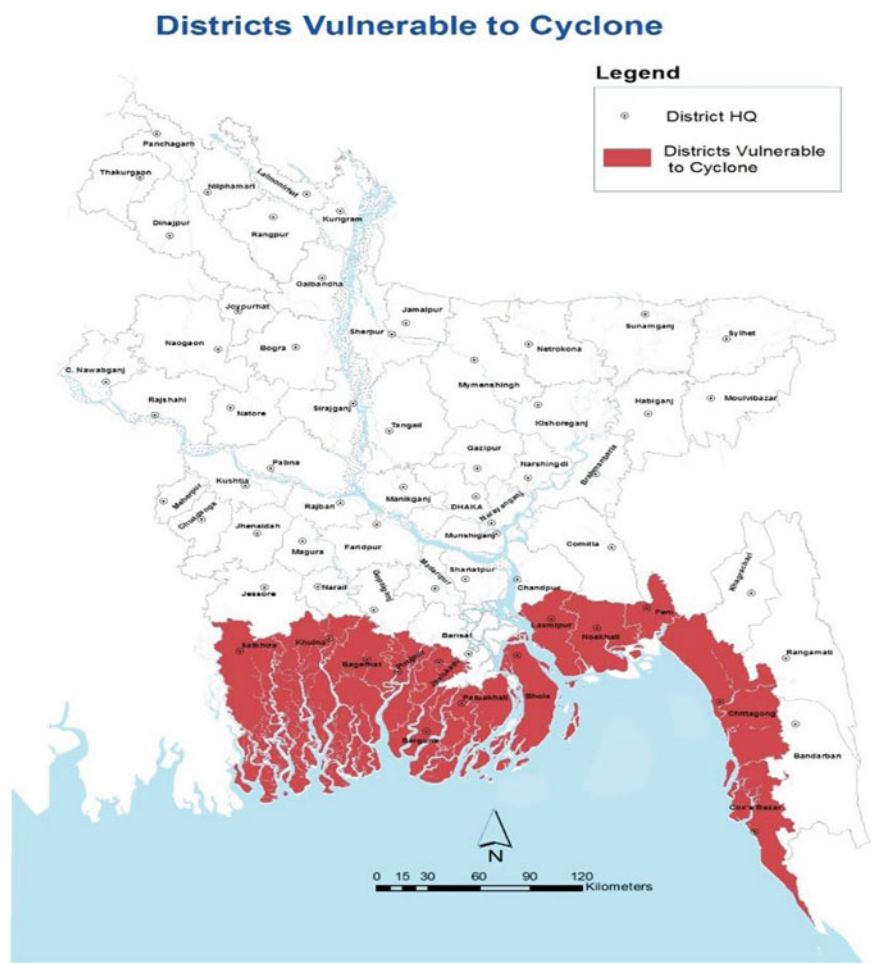 Districts Vulnerable to Cyclone
Legend
District HQ
Districts Vulnerable
to Cyclone
Panchagarh
Thakurgaon
Nilphamari
Lalmonirhat
Dinajpur
Rangpur
Kurigram
Gaibandha
Joypurhat
Jamalpur
Sherpur
Sunamganj
Sylhet
Naogaon
Bogra
Netrokona
C. Nawabganj
Mymenshingh
Rajshahi
Natore
Sirajganj
Tangail
Kishoreganj
Habiganj
Moulvibazar
Gazipur
Narshingdi
Brahmanbaria
Pabna
Kushtia
Meherpur
Chuadanga
Manikganj
DHAKA
Narayanganj
Rajbari
Munshiganj
Jhenaidah
Magura
Faridpur
Comilla
Shariatpur
Madaripur
Gopalganj
Chandpur
Khagrachari
Jessore
Narail
Feni
Laxmipur
Noakhali
Barisal
Satkhira
Khulna
Bagerhat
Pirojpur
Jhalokathi
Rangamati
Patuakhali
Bhola
Barguna
Chittagong
Bandarban
Cox's Bazar
N
0 15 30 60 90 120
Kilometers